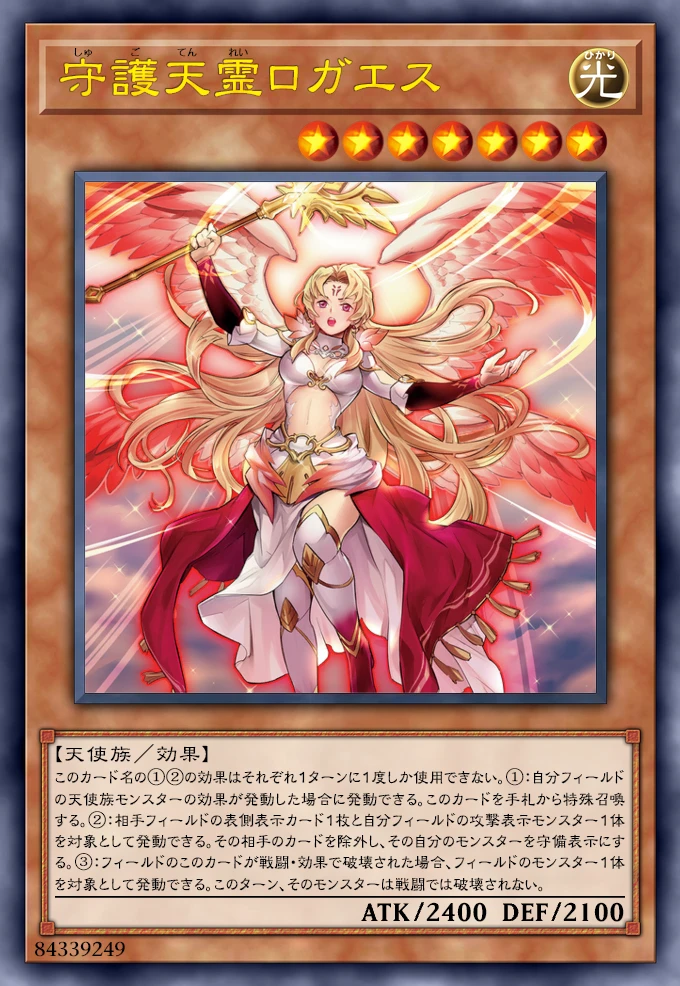 しゅごてんれい
守護天霊ロガエス
ひかり
光
【天使族／効果】
このカード名の①②の効果はそれぞれ1ターンに1度しか使用できない。①：自分フィールド
の天使族モンスターの効果が発動した場合に発動できる。このカードを手札から特殊召喚
する。②：相手フィールドの表側表示カード1枚と自分フィールドの攻撃表示モンスター1体
を対象として発動できる。その相手のカードを除外し、その自分のモンスターを守備表示にす
る。③：フィールドのこのカードが戦闘・効果で破壊された場合、フィールドのモンスター1体
を対象として発動できる。このターン、そのモンスターは戦闘では破壊されない。
ATK/2400 DEF/2100
84339249